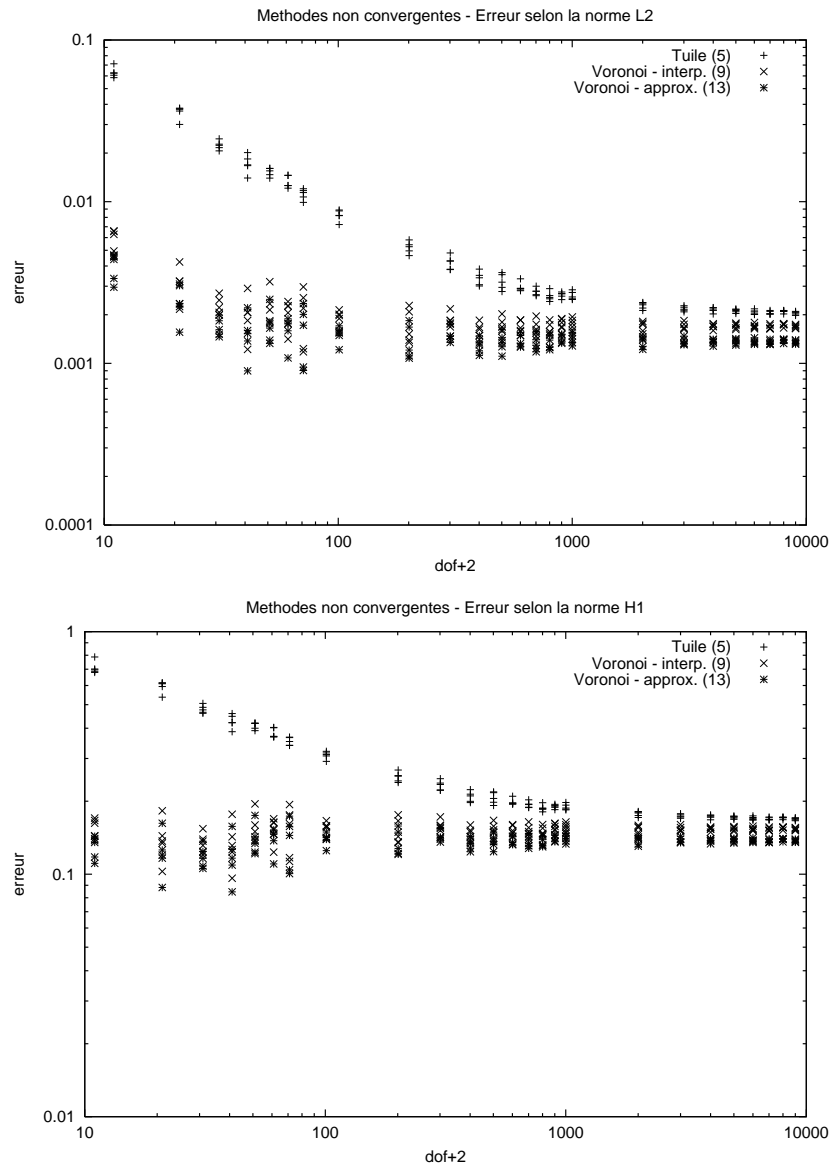 Methodes non convergentes - Erreur selon la norme L2
0.1
Tuile (5)
Voronoi - interp. (9)
Voronoi - approx. (13)
0.01
erreur
0.001
0.0001
10
100
1000
10000
dof+2
Methodes non convergentes - Erreur selon la norme H1
1
Tuile (5)
Voronoi - interp. (9)
Voronoi - approx. (13)
erreur
0.1
0.01
10
100
1000
10000
dof+2